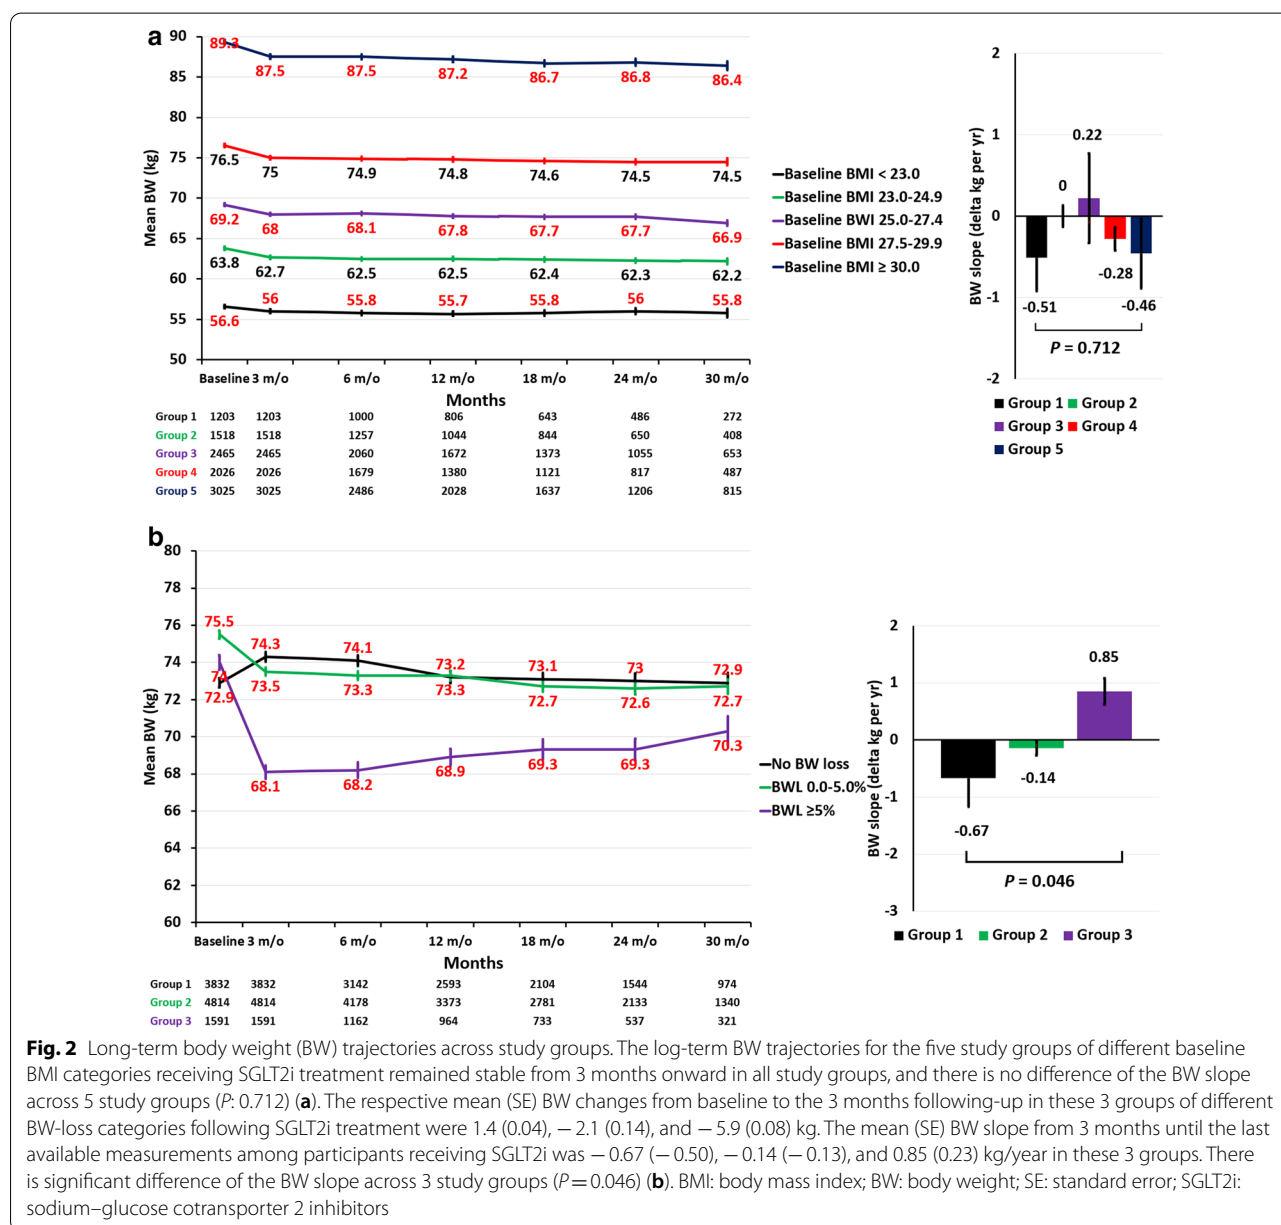 a
90
85
80
75
70
65
60
55
50
Mean BW (kg)
89.3 87.5 87.5 87.2 86.7 86.8 86.4
76.5 75 74.9 74.8 74.6 74.5 74.5
69.2 68 68.1 67.8 67.7 67.7 66.9
63.8 62.7 62.5 62.5 62.4 62.3 62.2
56.6 56 55.8 55.7 55.8 56 55.8
Baseline 3 m/o 6 m/o 12 m/o 18 m/o 24 m/o 30 m/o
Months
Baseline BMI < 23.0
Baseline BMI 23.0-24.9
Baseline BWI 25.0-27.4
Baseline BMI 27.5-29.9
Baseline BMI ≥ 30.0
Group 1 1203 1203 1000 806 643 486 272
Group 2 1518 1518 1257 1044 844 650 408
Group 3 2465 2465 2060 1672 1373 1055 653
Group 4 2026 2026 1679 1380 1121 817 487
Group 5 3025 3025 2486 2028 1637 1206 815
BW slope (delta kg per yr)
2
1
0
-1
-2
-0.51 0 0.22 -0.28 -0.46
P = 0.712
Group 1 Group 2
Group 3 Group 4
Group 5
b
80
78
76
74
72
70
68
66
64
62
60
Mean BW (kg)
72.9 74.3 74.1 73.2 73.1 73 72.9
75.5 73.5 73.3 73.3 72.7 72.6 72.7
74 68.1 68.2 68.9 69.3 69.3 70.3
Baseline 3 m/o 6 m/o 12 m/o 18 m/o 24 m/o 30 m/o
Months
No BW loss
BWL 0.0-5.0%
BWL ≥5%
Group 1 3832 3832 3142 2593 2104 1544 974
Group 2 4814 4814 4178 3373 2781 2133 1340
Group 3 1591 1591 1162 964 733 537 321
BW slope (delta kg per yr)
2
1
0
-1
-2
-3
-0.67 -0.14 0.85
P = 0.046
Group 1 Group 2 Group 3
Fig. 2 Long-term body weight (BW) trajectories across study groups. The log-term BW trajectories for the five study groups of different baseline
BMI categories receiving SGLT2i treatment remained stable from 3 months onward in all study groups, and there is no difference of the BW slope
across 5 study groups (P: 0.712) (a). The respective mean (SE) BW changes from baseline to the 3 months following-up in these 3 groups of different
BW-loss categories following SGLT2i treatment were 1.4 (0.04), − 2.1 (0.14), and − 5.9 (0.08) kg. The mean (SE) BW slope from 3 months until the last
available measurements among participants receiving SGLT2i was − 0.67 (− 0.50), − 0.14 (− 0.13), and 0.85 (0.23) kg/year in these 3 groups. There
is significant difference of the BW slope across 3 study groups (P = 0.046) (b). BMI: body mass index; BW: body weight; SE: standard error; SGLT2i:
sodium–glucose cotransporter 2 inhibitors